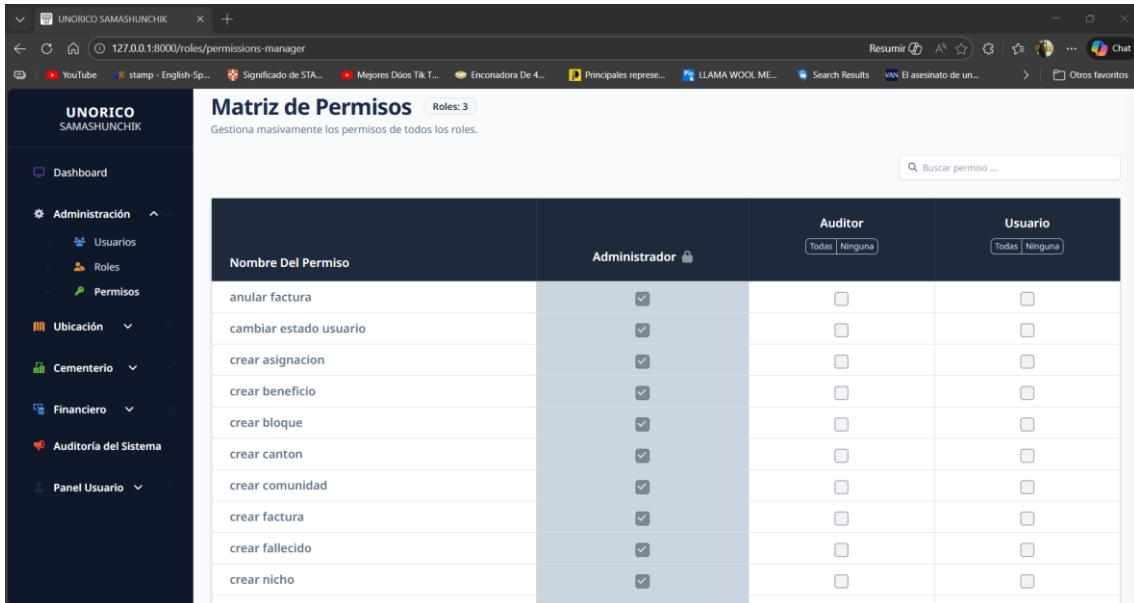 UNORICO SAMASHUNCHIK
127.0.0.1:8000/roles/permissions-manager
Resumir
Chat
YouTube
stamp - English-Sp...
Significado de STA...
Mejores Dúos Tik T...
Enconadora De 4...
Principales represe...
LLAMA WOOL ME...
Search Results
El asesinato de un...
Otros favoritos
UNORICO
SAMASHUNCHIK
Dashboard
Administración
Usuarios
Roles
Permisos
Ubicación
Cementerio
Financiero
Auditoría del Sistema
Panel Usuario
Matriz de Permisos Roles: 3
Gestiona masivamente los permisos de todos los roles.
Buscar permiso ...
Nombre Del Permiso
Administrador
Auditor
Todas Ninguna
Usuario
Todas Ninguna
anular factura
cambiar estado usuario
crear asignacion
crear beneficio
crear bloque
crear canton
crear comunidad
crear factura
crear fallecido
crear nicho